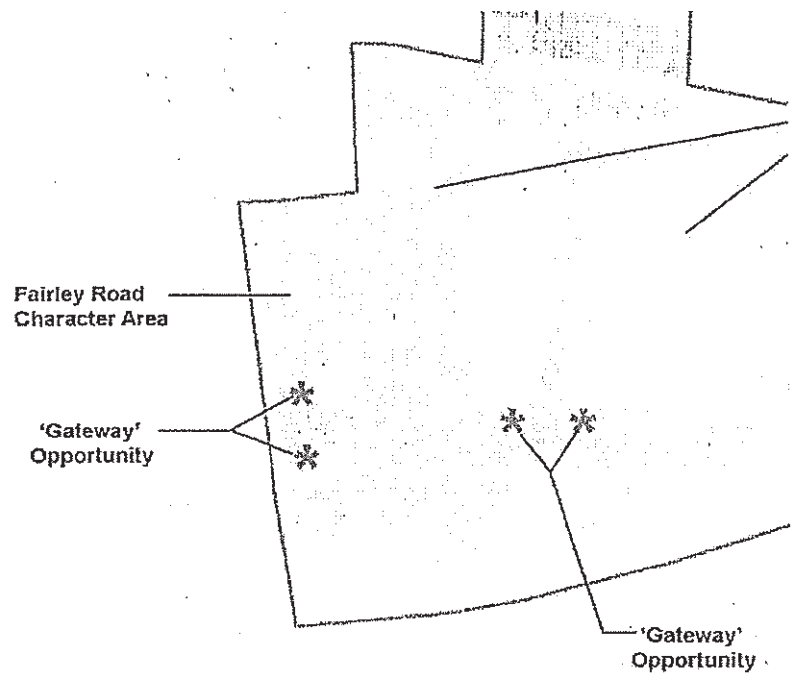 Fairley Road
Character Area
'Gateway'
Opportunity
'Gateway'
Opportunity